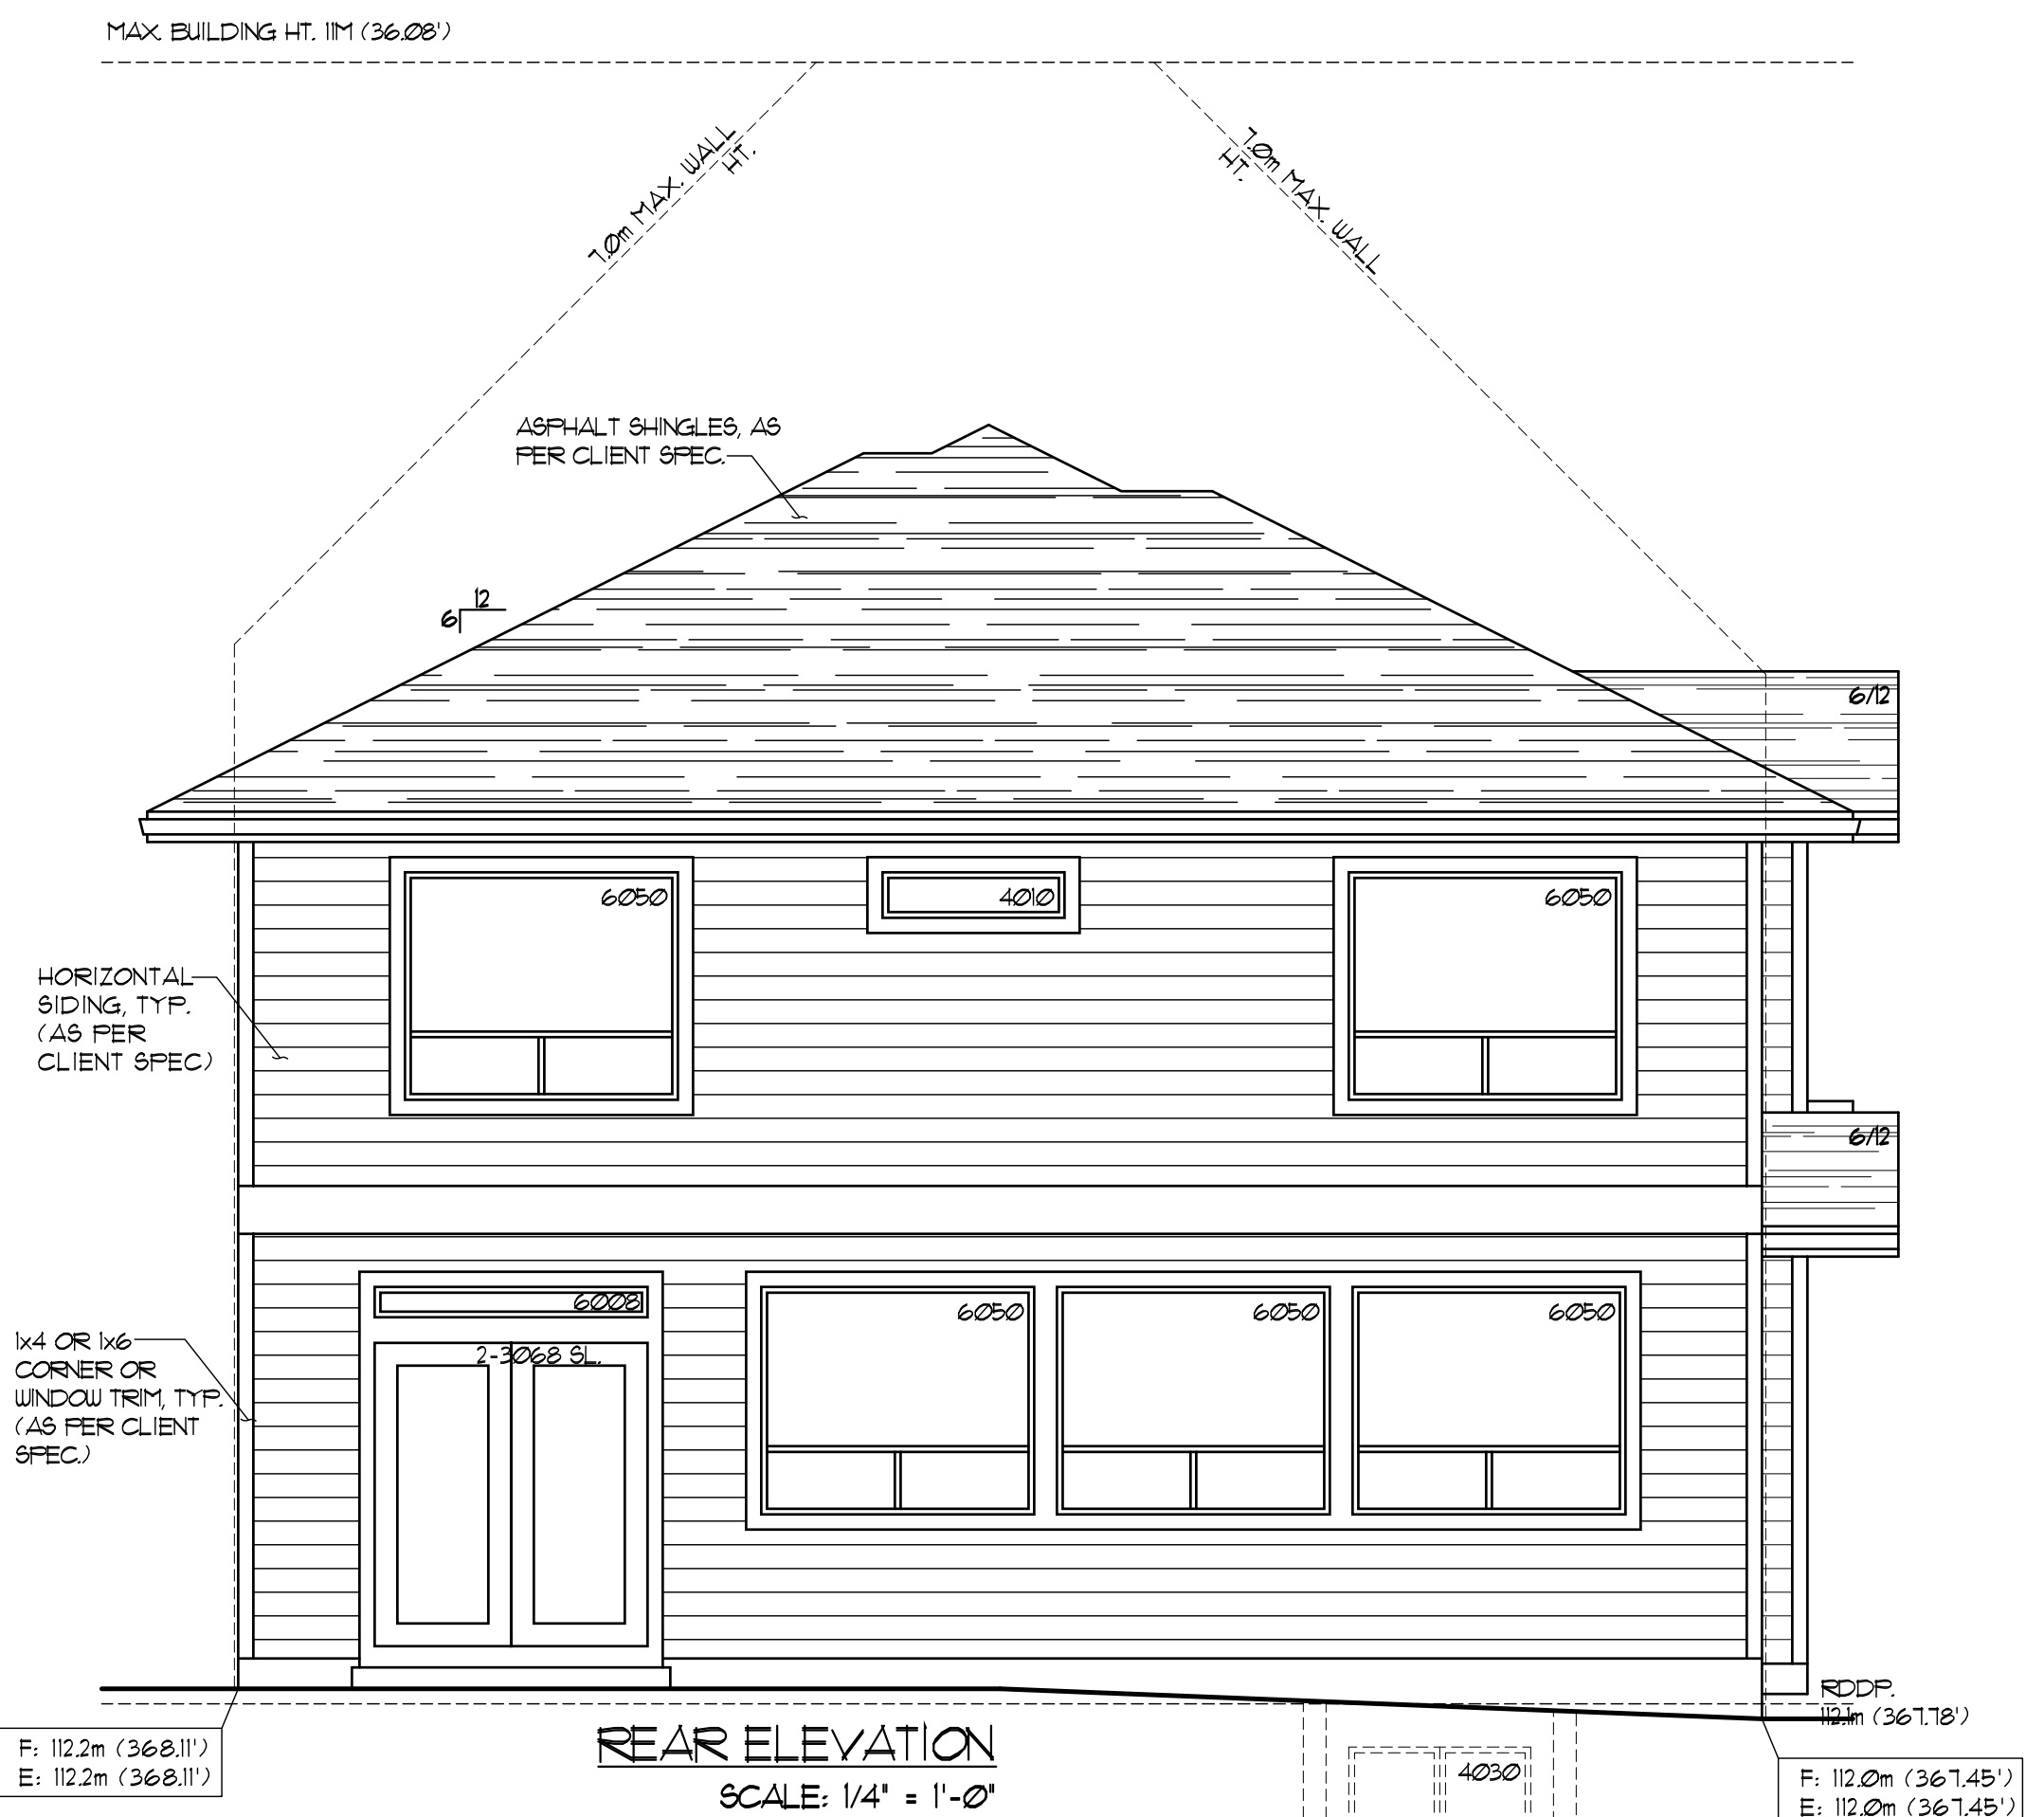 MAX. BUILDING HT. 11M (36.08')
7.0m MAX. WALL
HT.
7.0m MAX. WALL
HT.
ASPHALT SHINGLES, AS
PER CLIENT SPEC.
12
6
6/12
6050
4010
6050
HORIZONTAL
SIDING, TYP.
(AS PER
CLIENT SPEC)
6/12
6008
6050
6050
6050
2-3068 SL.
1x4 OR 1x6
CORNER OR
WINDOW TRIM, TYP.
(AS PER CLIENT
SPEC.)
RDDP.
112.1m (367.78')
REAR ELEVATION
SCALE: 1/4" = 1'-0"
F: 112.2m (368.11')
E: 112.2m (368.11')
4030
F: 112.0m (367.45')
E: 112.0m (367.45')